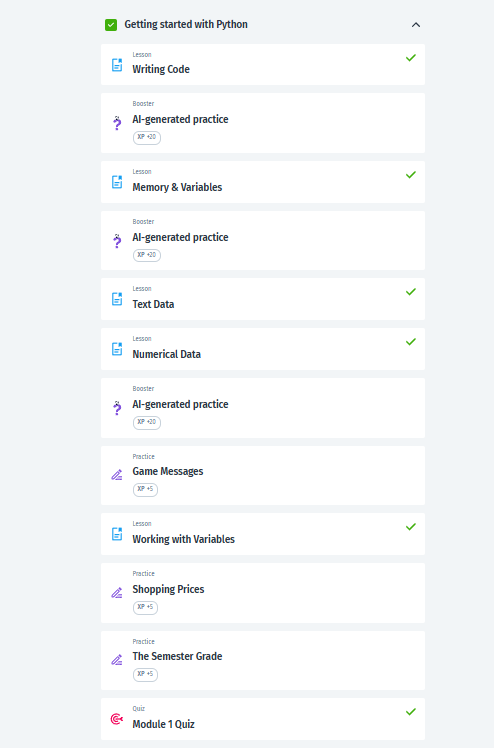 Getting started with Python
Lesson
Writing Code
Booster
AI-generated practice
XP +20
Lesson
Memory & Variables
Booster
AI-generated practice
XP +20
Lesson
Text Data
Lesson
Numerical Data
Booster
AI-generated practice
XP +20
Practice
Game Messages
XP +5
Lesson
Working with Variables
Practice
Shopping Prices
XP +5
Practice
The Semester Grade
XP +5
Quiz
Module 1 Quiz